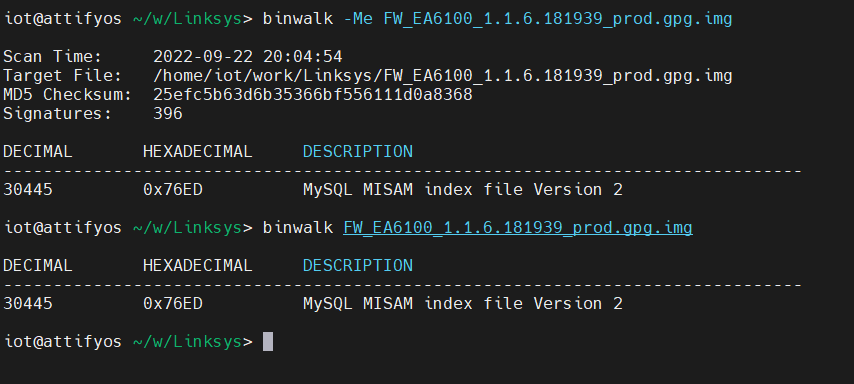 iot@attifyos ~/w/Linksys> binwalk -Me FW_EA6100_1.1.6.181939_prod.gpg.img
Scan Time:     2022-09-22 20:04:54
Target File:   /home/iot/work/Linksys/FW_EA6100_1.1.6.181939_prod.gpg.img
MD5 Checksum:  25efc5b63d6b35366bf556111d0a8368
Signatures:    396
DECIMAL       HEXADECIMAL     DESCRIPTION
--------------------------------------------------------------------------------
30445         0x76ED          MySQL MISAM index file Version 2
iot@attifyos ~/w/Linksys> binwalk FW_EA6100_1.1.6.181939_prod.gpg.img
DECIMAL       HEXADECIMAL     DESCRIPTION
--------------------------------------------------------------------------------
30445         0x76ED          MySQL MISAM index file Version 2
iot@attifyos ~/w/Linksys>